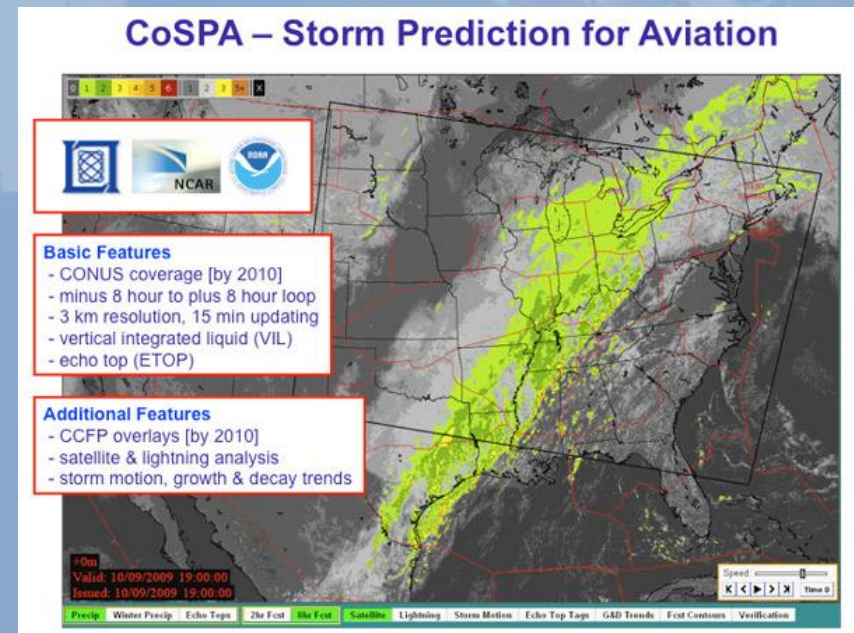 CoSPA – Storm Prediction for Aviation
0 1 2 3 4 5 6 1 2 3 5+ X
NCAR
NOAA
Basic Features
- CONUS coverage [by 2010]
- minus 8 hour to plus 8 hour loop
- 3 km resolution, 15 min updating
- vertical integrated liquid (VIL)
- echo top (ETOP)
Additional Features
- CCFP overlays [by 2010]
- satellite & lightning analysis
- storm motion, growth & decay trends
+0m
Valid: 10/09/2009 19:00:00
Issued: 10/09/2009 19:00:00
Speed
Time 0
Precip Winter Precip Echo Tops 2hr Fcst 8hr Fcst Satellite Lightning Storm Motion Echo Top Tags G&D Trends Fcst Contours Verification